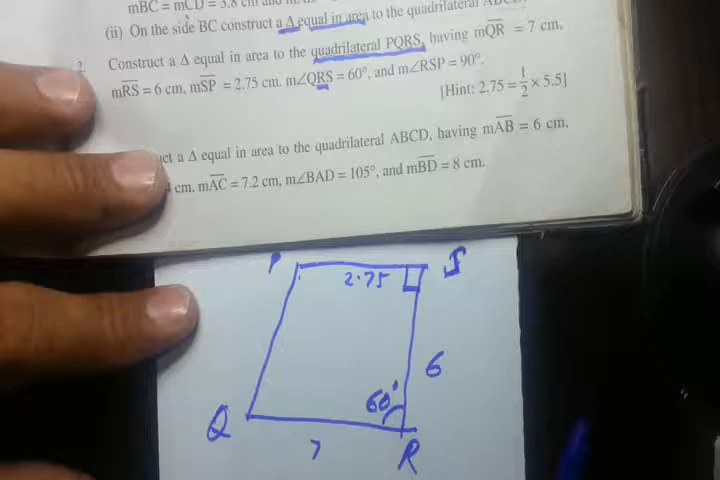 mBC = mCD = 3.8 cm and
(ii) On the side BC construct a Δ equal in area to the quadrilateral ABCD.
2. Construct a Δ equal in area to the quadrilateral PQRS, having mQR = 7 cm,
mRS = 6 cm, mSP = 2.75 cm. m∠QRS = 60°, and m∠RSP = 90°.
[Hint: 2.75 = 1/2 × 5.5]
ct a Δ equal in area to the quadrilateral ABCD, having mAB = 6 cm,
cm, mAC = 7.2 cm, m∠BAD = 105°, and mBD = 8 cm.
P 2.75 S
6
60°
Q 7 R